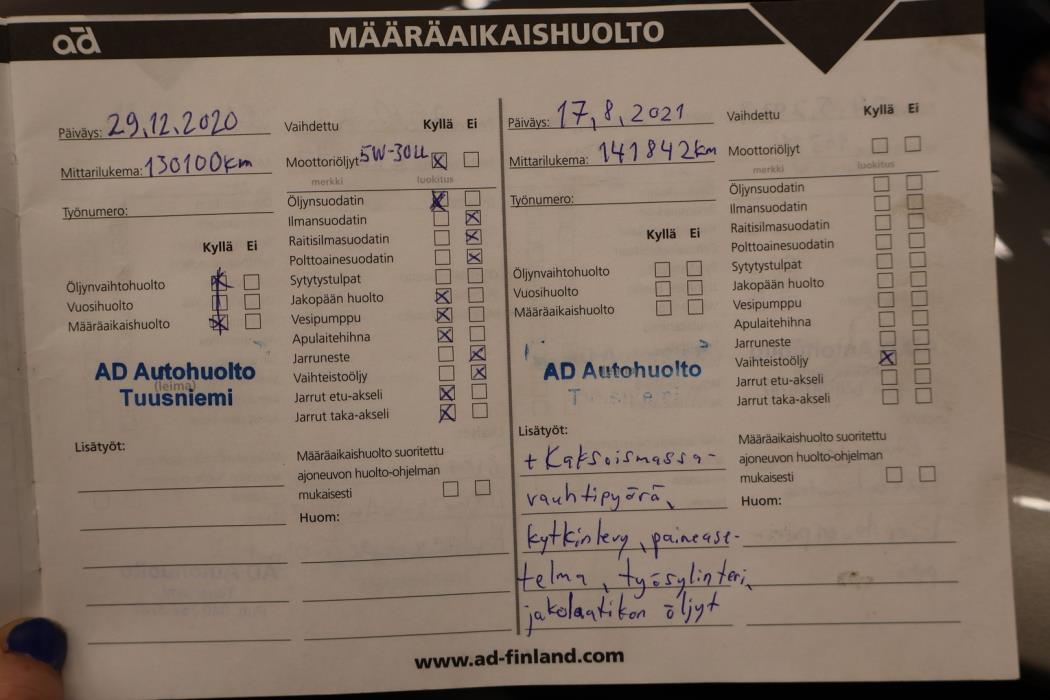 ad
MÄÄRÄAIKAISHUOLTO
Päiväys: 29.12.2020
Mittarilukema: 130100km
Työnumero:
Kyllä Ei
Öljynvaihtohuolto
Vuosihuolto
Määräaikaishuolto
AD Autohuolto
(leima)
Tuusniemi
Lisätyöt:
Vaihdettu Kyllä Ei
Moottoriöljyt 5W-30LL
merkki luokitus
Öljynsuodatin
Ilmansuodatin
Raitisilmasuodatin
Polttoainesuodatin
Sytytystulpat
Jakopään huolto
Vesipumppu
Apulaitehihna
Jarruneste
Vaihteistoöljy
Jarrut etu-akseli
Jarrut taka-akseli
Määräaikaishuolto suoritettu
ajoneuvon huolto-ohjelman
mukaisesti
Huom:
Päiväys: 17,8,2021
Mittarilukema: 141842km
Työnumero:
Kyllä Ei
Öljynvaihtohuolto
Vuosihuolto
Määräaikaishuolto
AD Autohuolto
Lisätyöt:
+ Kaksoismassa-
vauhtipyörä,
kytkinlevy, painease-
telma, työsylinteri,
jakolaatikon öljyt
Vaihdettu Kyllä Ei
Moottoriöljyt
merkki luokitus
Öljynsuodatin
Ilmansuodatin
Raitisilmasuodatin
Polttoainesuodatin
Sytytystulpat
Jakopään huolto
Vesipumppu
Apulaitehihna
Jarruneste
Vaihteistoöljy
Jarrut etu-akseli
Jarrut taka-akseli
Määräaikaishuolto suoritettu
ajoneuvon huolto-ohjelman
mukaisesti
Huom:
www.ad-finland.com